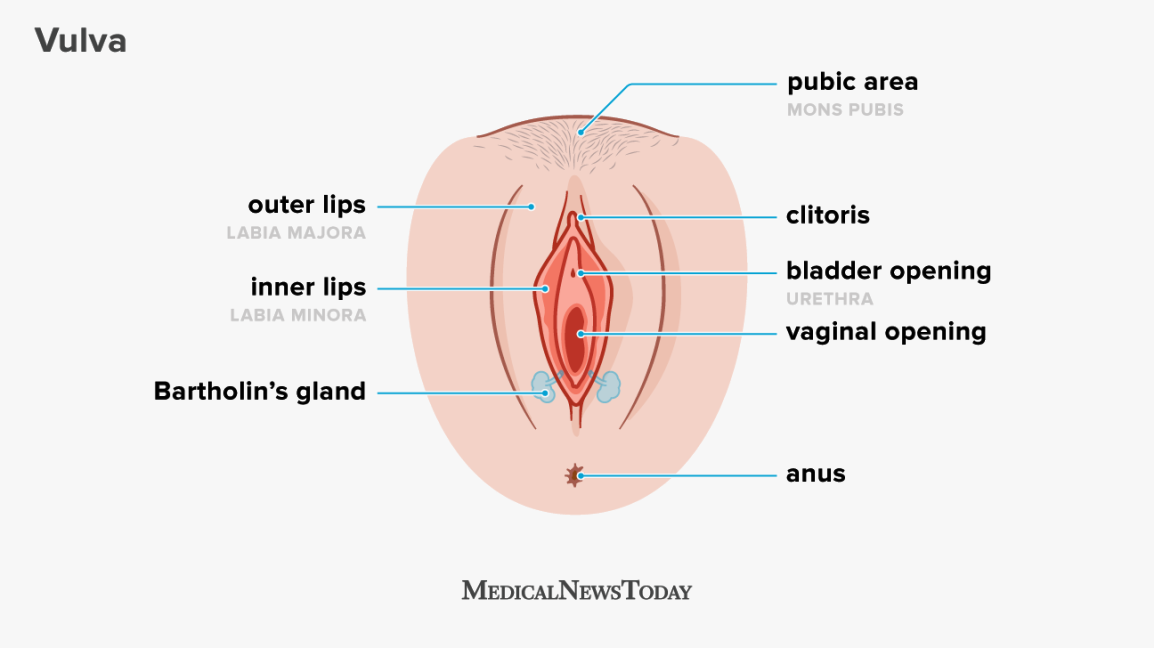 Vulva
pubic area
MONS PUBIS
outer lips
LABIA MAJORA
clitoris
bladder opening
URETHRA
inner lips
LABIA MINORA
vaginal opening
Bartholin’s gland
anus
MEDICALNEWSTODAY